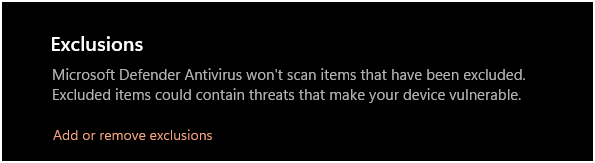 Exclusions
Microsoft Defender Antivirus won't scan items that have been excluded.
Excluded items could contain threats that make your device vulnerable.
Add or remove exclusions